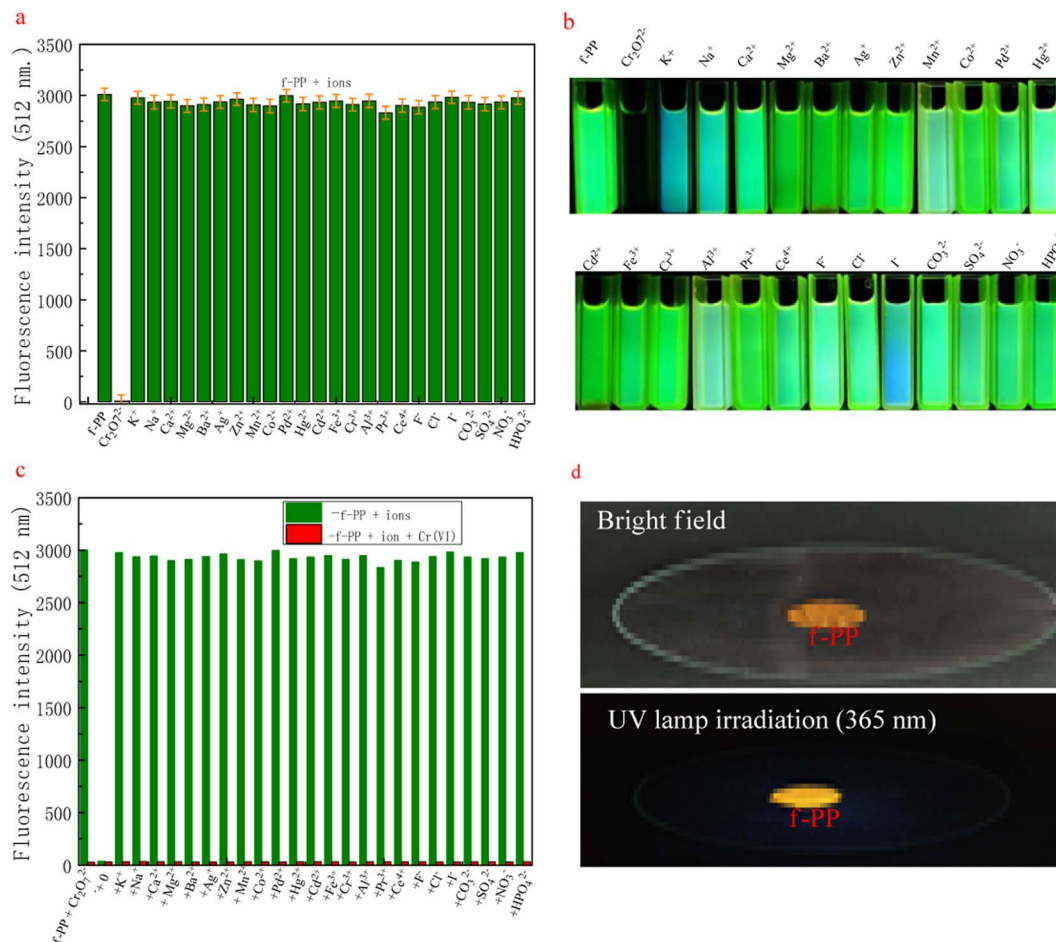 a
3500
3000
2500
2000
1500
1000
500
0
Fluorescence intensity (512 nm.)
f-PP + ions
f-PP
Cr₂O7²⁻
K⁺
Na⁺
Ca²⁺
Mg²⁺
Ba²⁺
Ag⁺
Zn²⁺
Mn²⁺
Co²⁺
Pd²⁺
Hg²⁺
Cd²⁺
Fe³⁺
Cr³⁺
Al³⁺
Pr³⁺
Ce⁴⁺
F⁻
Cl⁻
I⁻
CO₃²⁻
SO₄²⁻
NO₃⁻
HPO₄²⁻
b
f-PP
Cr₂O7²⁻
K⁺
Na⁺
Ca²⁺
Mg²⁺
Ba²⁺
Ag⁺
Zn²⁺
Mn²⁺
Co²⁺
Pd²⁺
Hg²⁺
Cd²⁺
Fe³⁺
Cr³⁺
Al³⁺
Pr³⁺
Ce⁴⁺
F⁻
Cl⁻
I⁻
CO₃²⁻
SO₄²⁻
NO₃⁻
c
3500
3000
2500
2000
1500
1000
500
0
Fluorescence intensity (512 nm)
—f-PP + ions
-f-PP + ion + Cr(VI)
f-PP + Cr₂O₇²⁻
-+ 0
+K⁺
+Na⁺
+Ca²⁺
+Mg²⁺
+Ba²⁺
+Ag⁺
+Zn²⁺
+ Mn²⁺
+Co²⁺
+Pd²⁺
+Hg²⁺
+Cd²⁺
+Fe³⁺
+Cr³⁺
+Al³⁺
+Pr³⁺
+Ce⁴⁺
+F⁻
+Cl⁻
+I⁻
+CO₃²⁻
+SO₄²⁻
+NO₃⁻
+HPO₄²⁻
d
Bright field
f-PP
UV lamp irradiation (365 nm)
f-PP